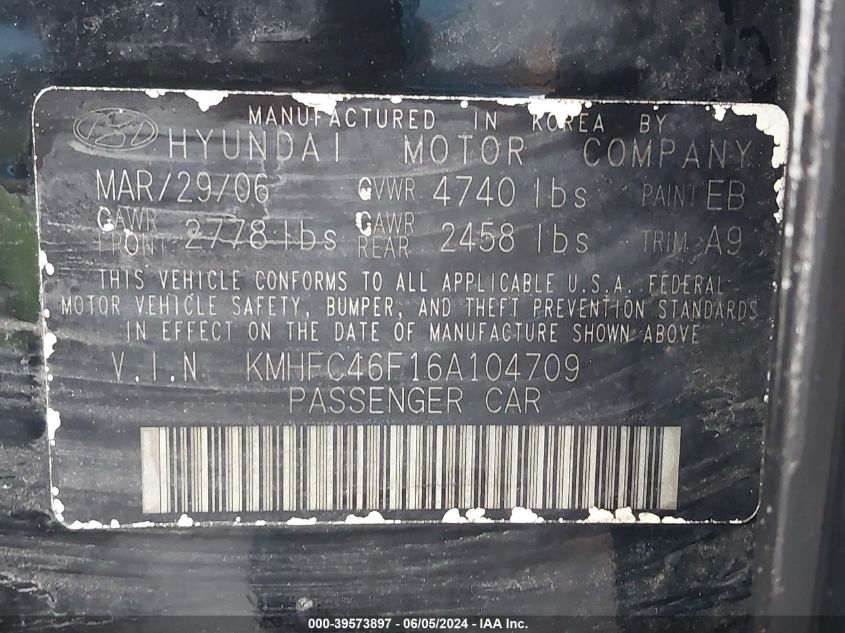 MANUFACTURED IN KOREA BY
HYUNDAI MOTOR COMPANY
MAR/29/06 GVWR 4740 lbs PAINT EB
GAWR FRONT 2778 lbs GAWR REAR 2458 lbs TRIM A9
THIS VEHICLE CONFORMS TO ALL APPLICABLE U.S.A. FEDERAL
MOTOR VEHICLE SAFETY, BUMPER, AND THEFT PREVENTION STANDARDS
IN EFFECT ON THE DATE OF MANUFACTURE SHOWN ABOVE
V.I.N KMHFC46F16A104709
PASSENGER CAR
000-39573897 - 06/05/2024 - IAA Inc.